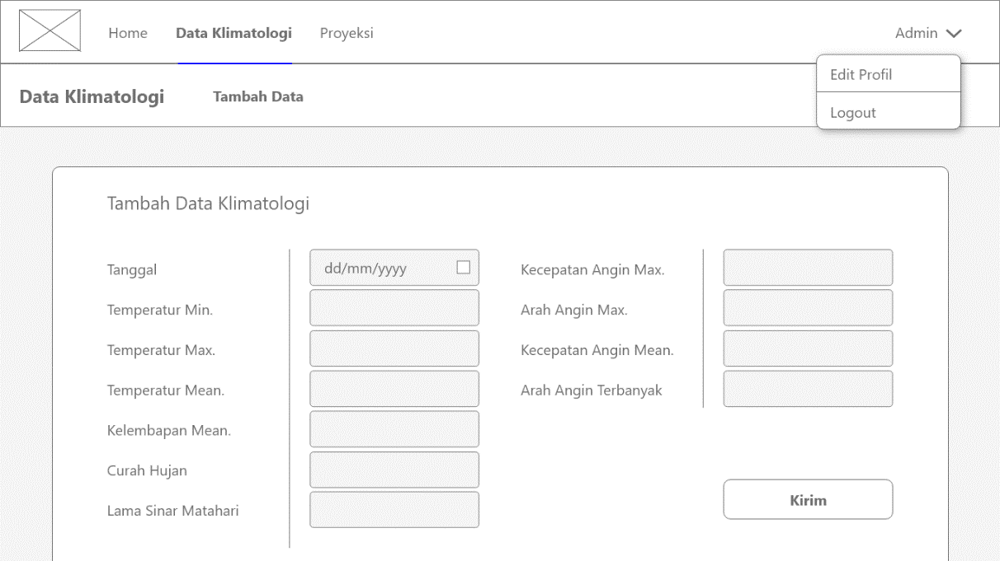 Home
Data Klimatologi
Proyeksi
Admin
Edit Profil
Logout
Data Klimatologi
Tambah Data
Tambah Data Klimatologi
Tanggal
dd/mm/yyyy
Temperatur Min.
Temperatur Max.
Temperatur Mean.
Kelembapan Mean.
Curah Hujan
Lama Sinar Matahari
Kecepatan Angin Max.
Arah Angin Max.
Kecepatan Angin Mean.
Arah Angin Terbanyak
Kirim